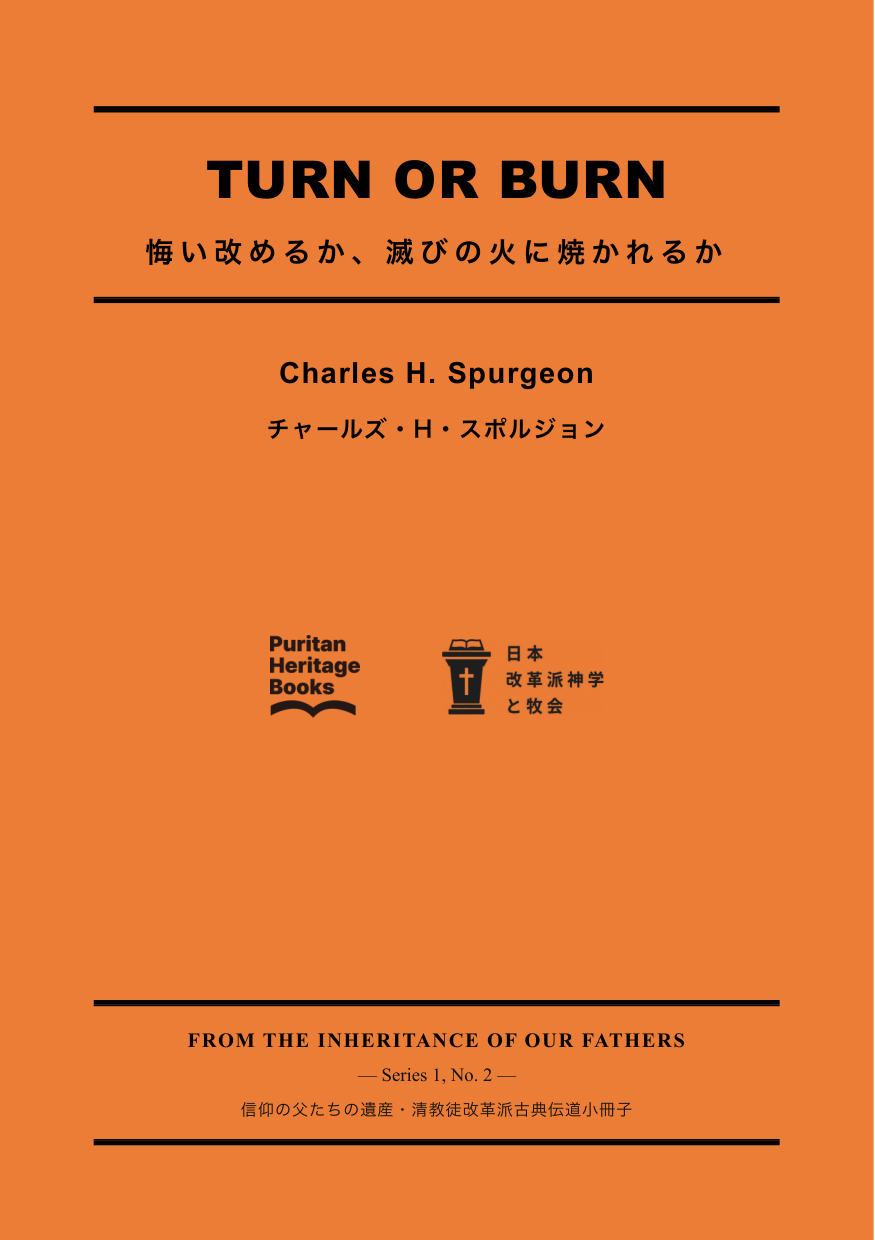 TURN OR BURN
悔い改めるか、滅びの火に焼かれるか
Charles H. Spurgeon
チャールズ・H・スポルジョン
Puritan
Heritage
Books
日本
改革派神学
と牧会
FROM THE INHERITANCE OF OUR FATHERS
— Series 1, No. 2 —
信仰の父たちの遺産・清教徒改革派古典伝道小冊子